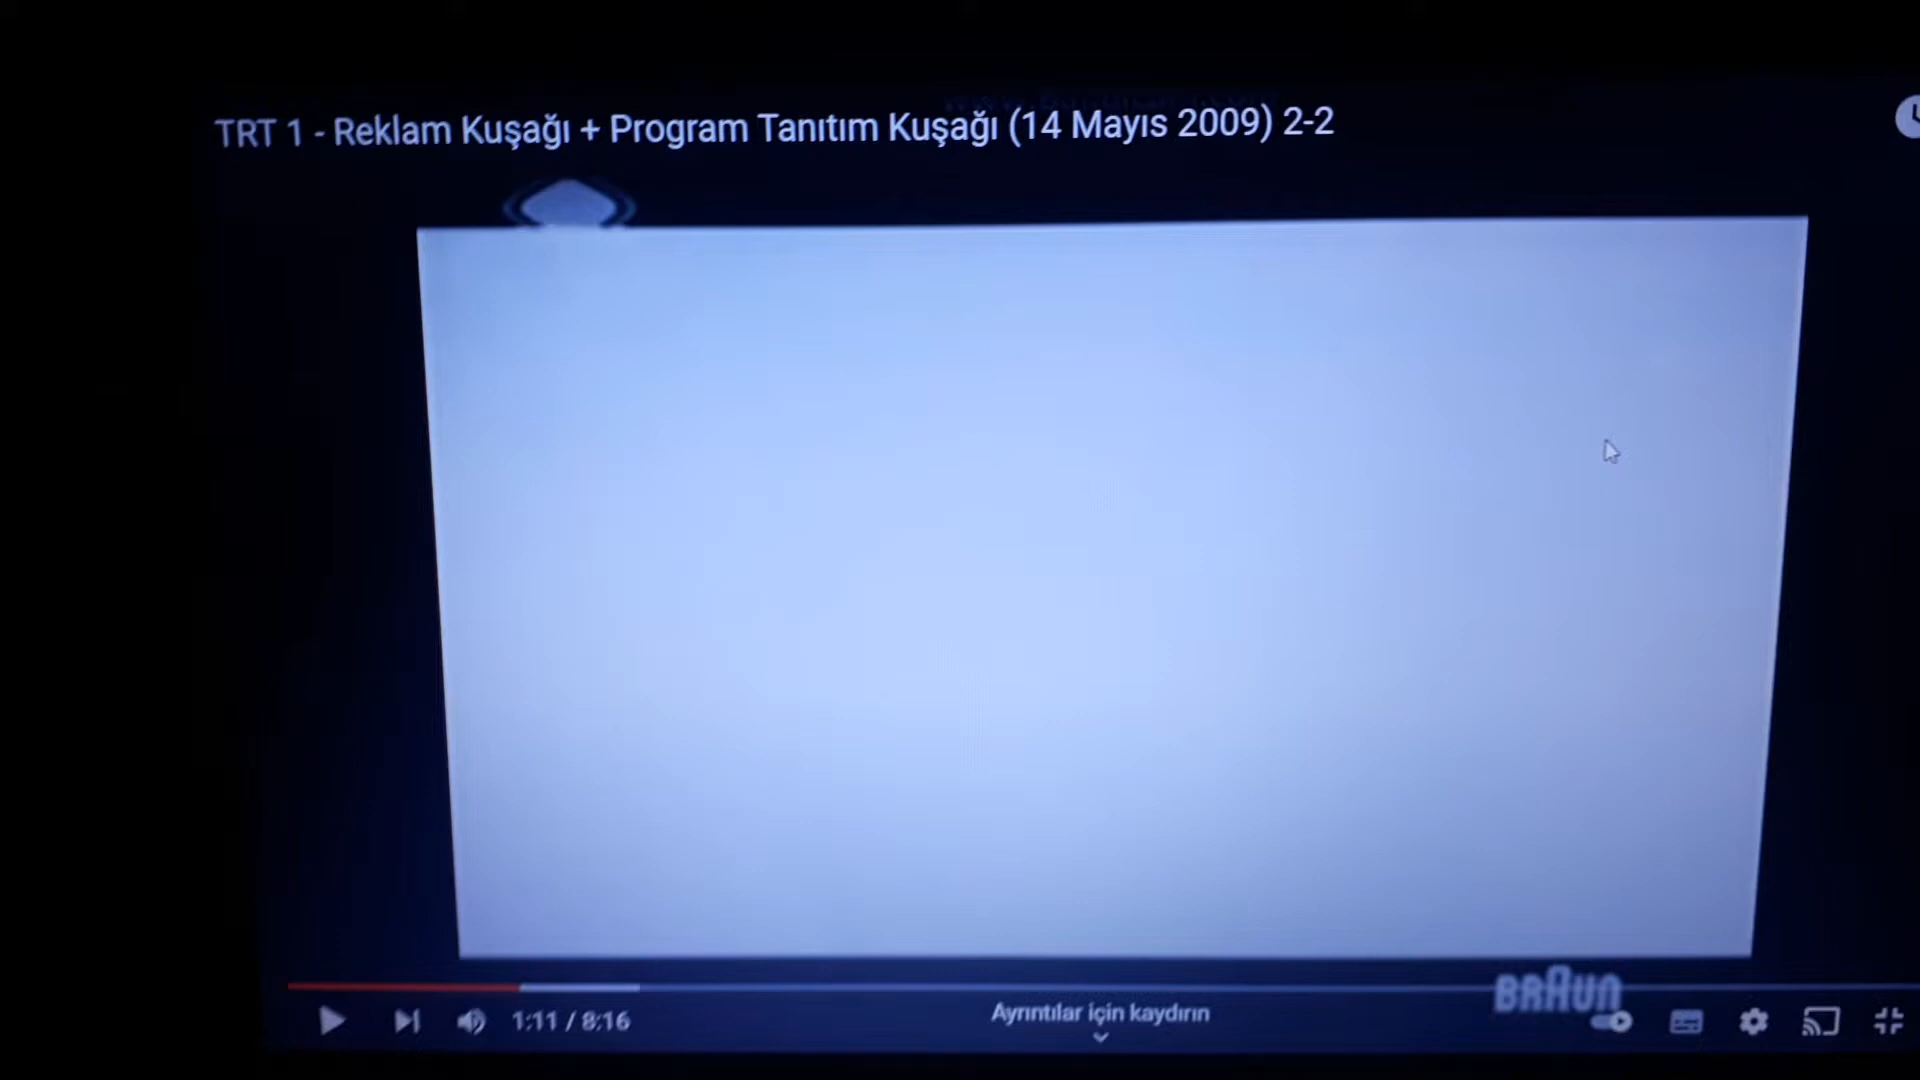 TRT 1 - Reklam Kuşağı + Program Tanıtım Kuşağı (14 Mayıs 2009) 2-2
BRAUN
1:11 / 8:16
Ayrıntılar için kaydırın